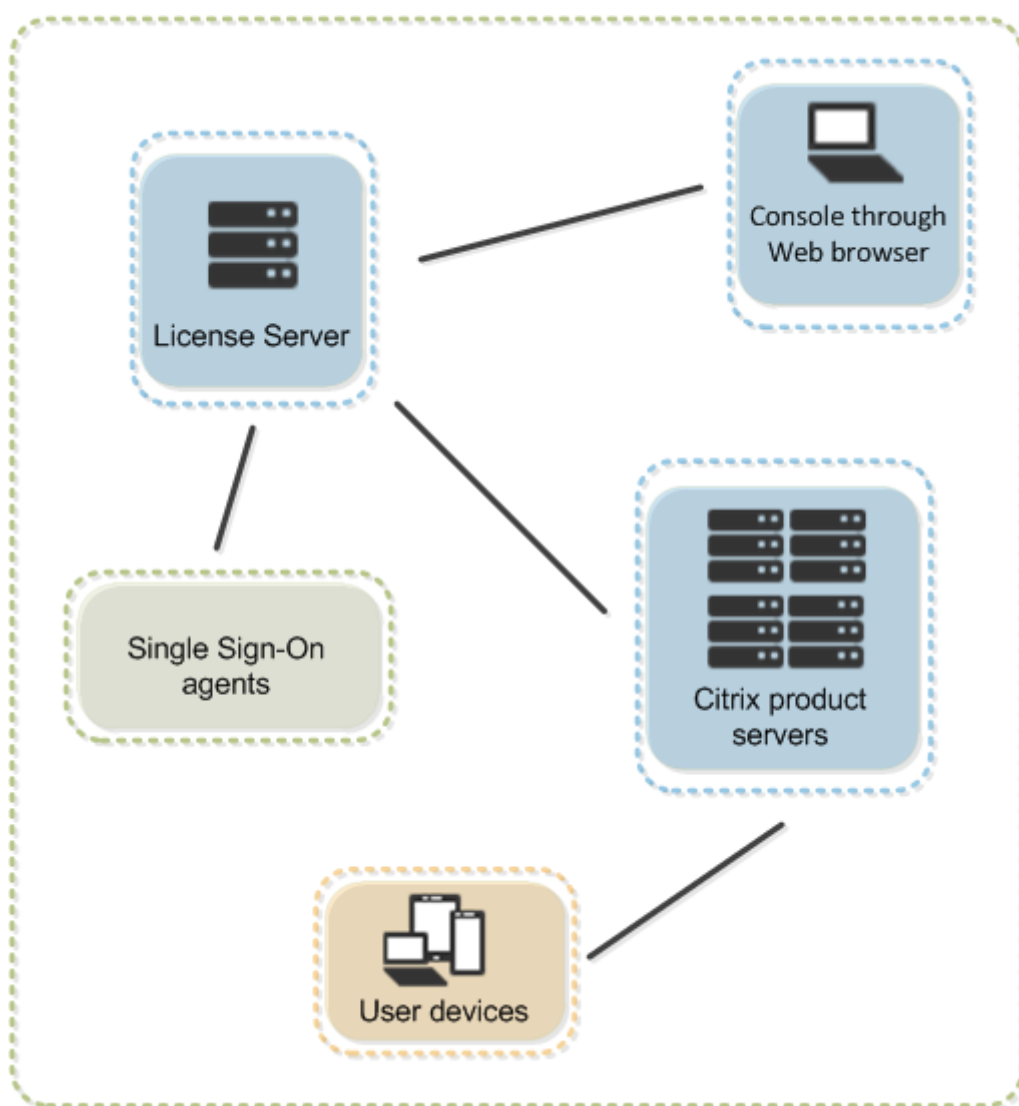 Console through
Web browser
License Server
Single Sign-On
agents
Citrix product
servers
User devices